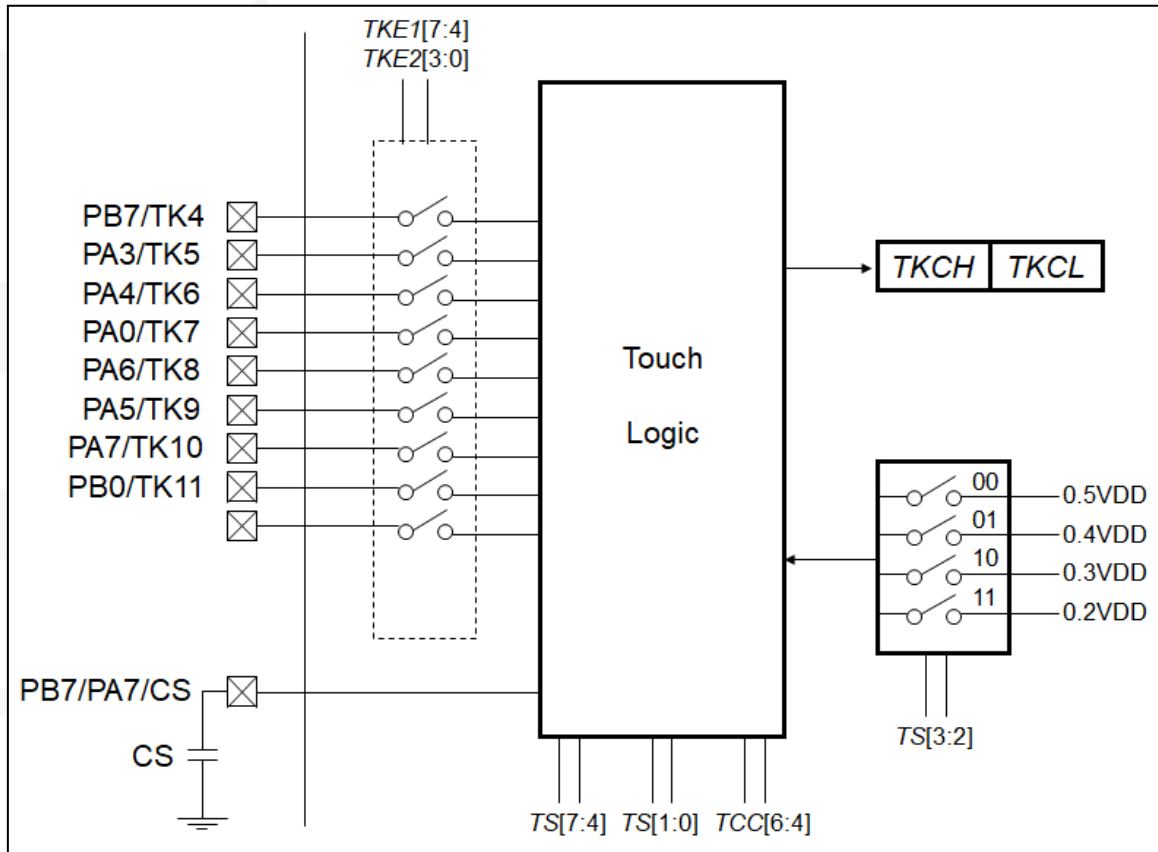 TKE1[7:4]
TKE2[3:0]
PB7/TK4
PA3/TK5
PA4/TK6
PA0/TK7
PA6/TK8
PA5/TK9
PA7/TK10
PB0/TK11
Touch
Logic
TKCH TKCL
00 0.5VDD
01 0.4VDD
10 0.3VDD
11 0.2VDD
TS[3:2]
PB7/PA7/CS
CS
TS[7:4] TS[1:0] TCC[6:4]